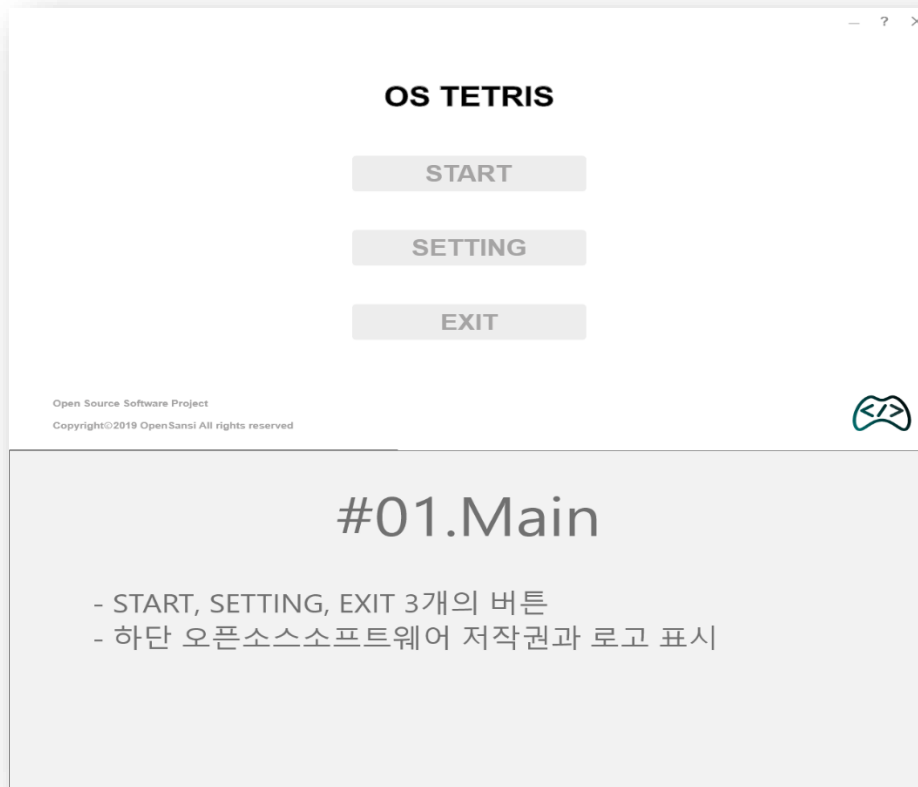 — ? ×
OS TETRIS
START
SETTING
EXIT
Open Source Software Project
Copyright©2019 OpenSansi All rights reserved
</>
#01.Main
- START, SETTING, EXIT 3개의 버튼
- 하단 오픈소스소프트웨어 저작권과 로고 표시